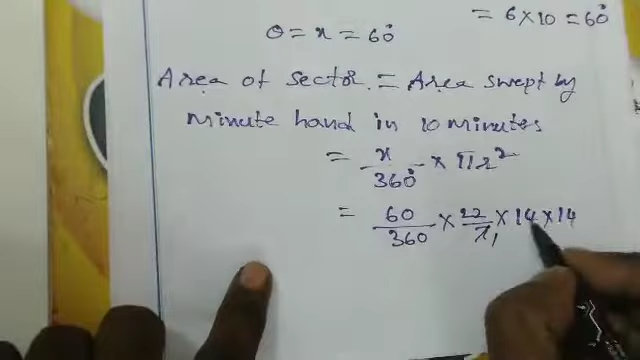 = 6×10 = 60°
θ = x = 60°
Area of sector. = Area swept by
minute hand in 10 minutes
= x/360° × πr²
= 60/360 × 22/7 1 × 14 × 14